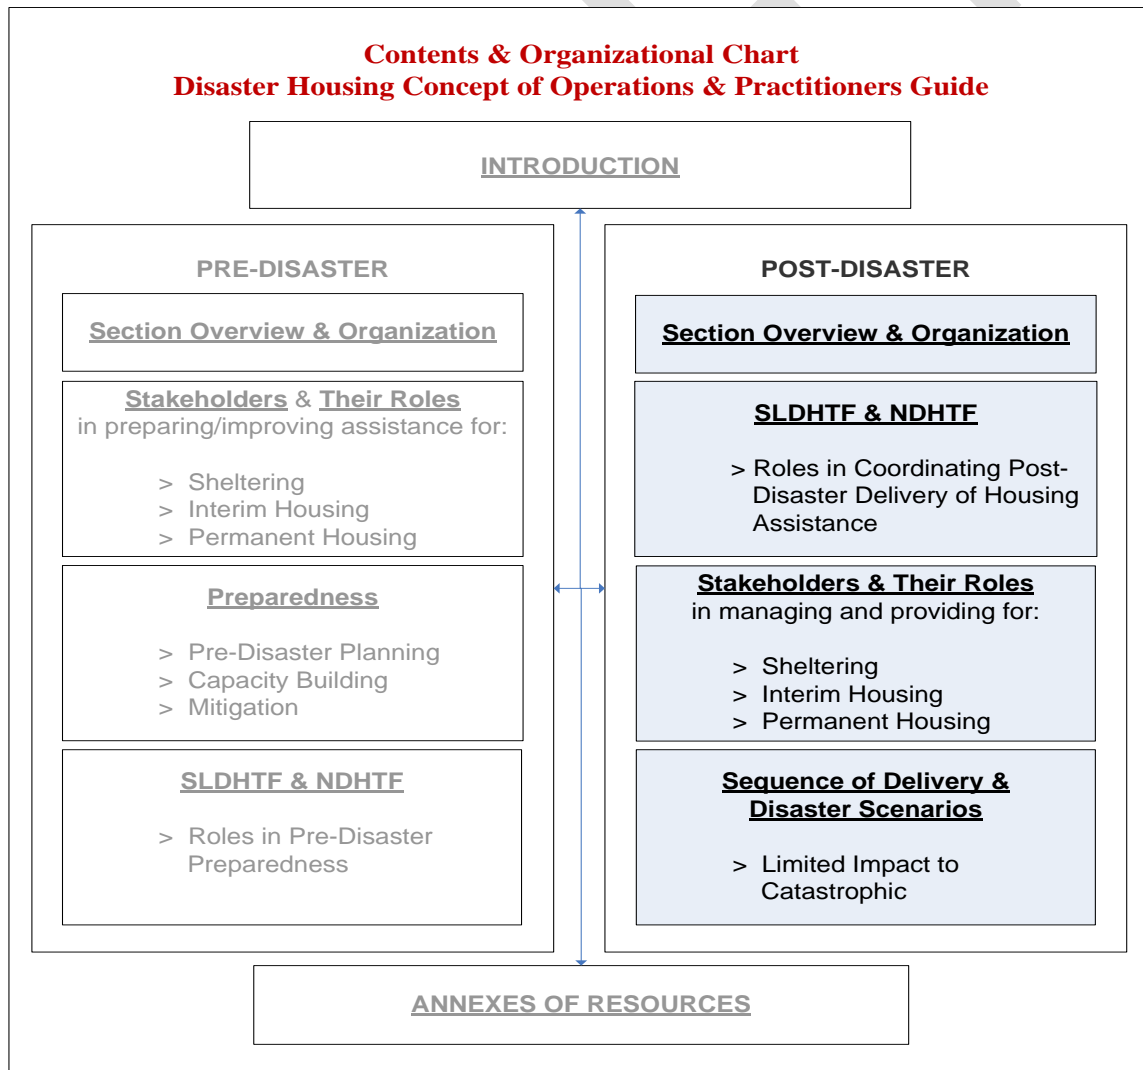 Contents & Organizational Chart
Disaster Housing Concept of Operations & Practitioners Guide
INTRODUCTION
PRE-DISASTER
Section Overview & Organization
Stakeholders & Their Roles
in preparing/improving assistance for:
> Sheltering
> Interim Housing
> Permanent Housing
Preparedness
> Pre-Disaster Planning
> Capacity Building
> Mitigation
SLDHTF & NDHTF
> Roles in Pre-Disaster
Preparedness
POST-DISASTER
Section Overview & Organization
SLDHTF & NDHTF
> Roles in Coordinating Post-
Disaster Delivery of Housing
Assistance
Stakeholders & Their Roles
in managing and providing for:
> Sheltering
> Interim Housing
> Permanent Housing
Sequence of Delivery &
Disaster Scenarios
> Limited Impact to
Catastrophic
ANNEXES OF RESOURCES